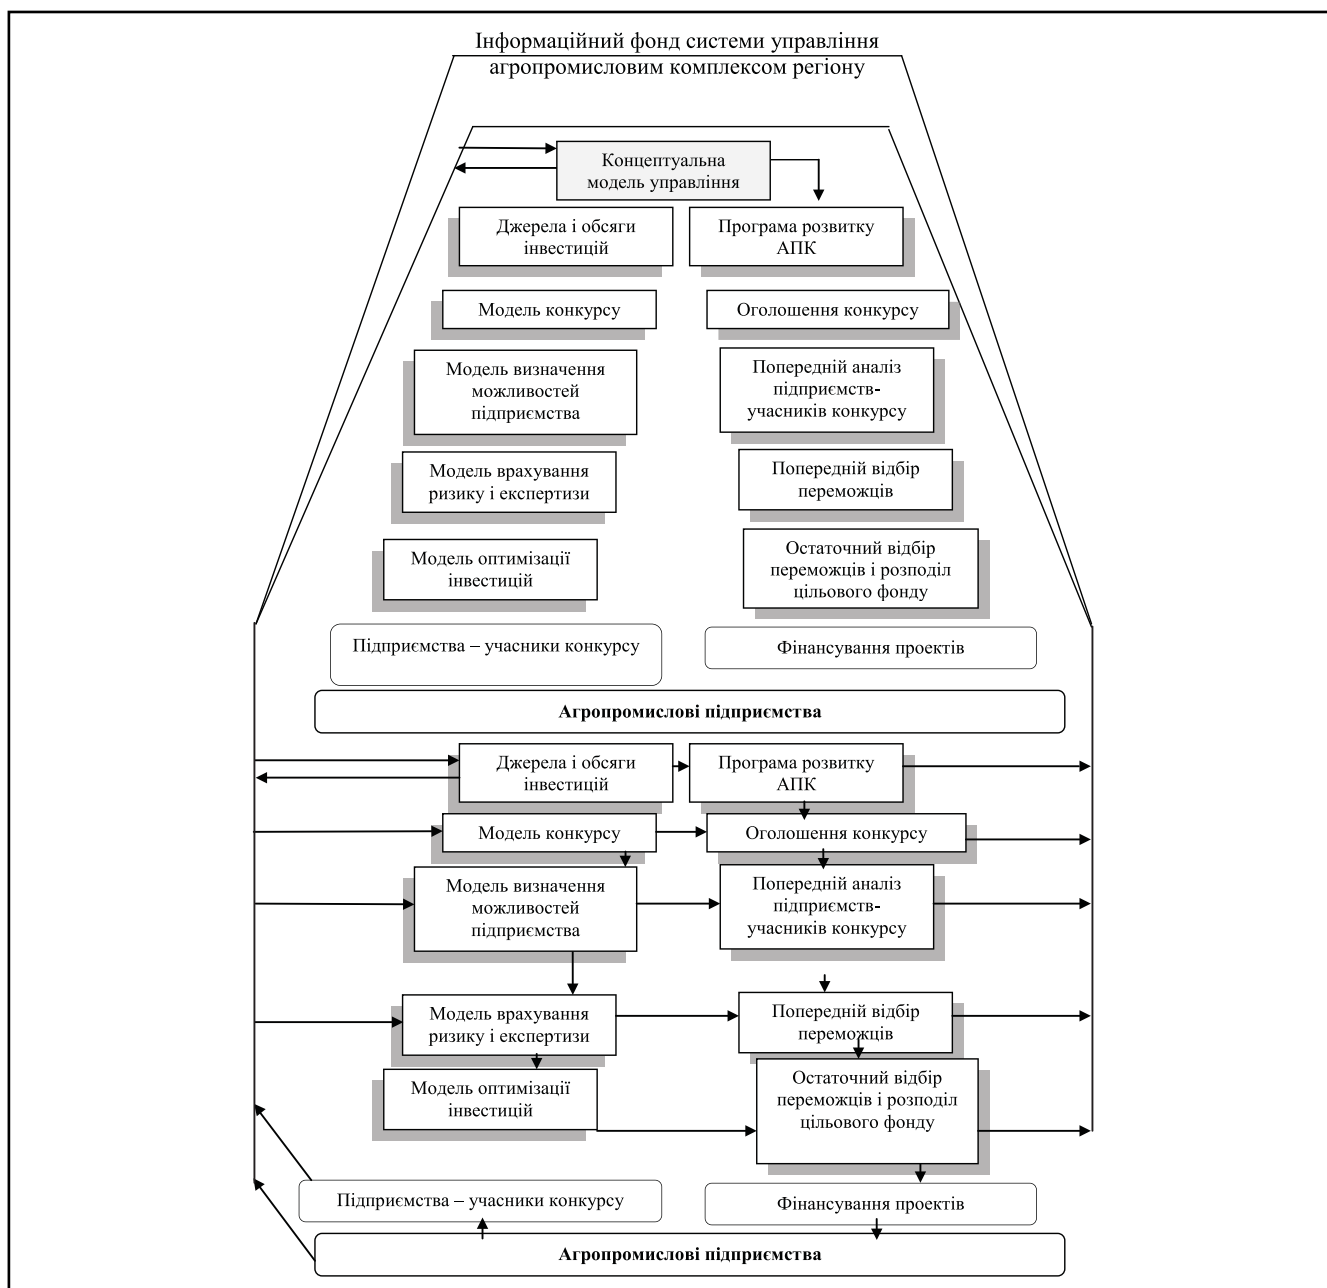 Інформаційний фонд системи управління
агропромисловим комплексом регіону
Концептуальна
модель управління
Джерела і обсяги
інвестицій
Програма розвитку
АПК
Модель конкурсу
Оголошення конкурсу
Модель визначення
можливостей
підприємства
Попередній аналіз
підприємств-
учасників конкурсу
Модель врахування
ризику і експертизи
Попередній відбір
переможців
Модель оптимізації
інвестицій
Остаточний відбір
переможців і розподіл
цільового фонду
Підприємства – учасники конкурсу
Фінансування проектів
Агропромислові підприємства
Джерела і обсяги
інвестицій
Програма розвитку
АПК
Модель конкурсу
Оголошення конкурсу
Модель визначення
можливостей
підприємства
Попередній аналіз
підприємств-
учасників конкурсу
Модель врахування
ризику і експертизи
Попередній відбір
переможців
Модель оптимізації
інвестицій
Остаточний відбір
переможців і розподіл
цільового фонду
Підприємства – учасники конкурсу
Фінансування проектів
Агропромислові підприємства